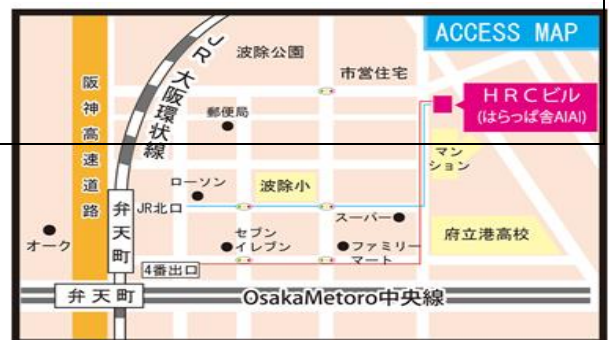 ACCESS MAP
波除公園
市営住宅
HRCビル
(はらっぱ舎AIAI)
JR大阪環状線
阪神高速道路
郵便局
マン
ション
ローソン
波除小
JR北口
スーパー
弁天町
オーク
セブン
イレブン
ファミリー
マート
府立港高校
4番出口
弁天町
OsakaMetoro中央線